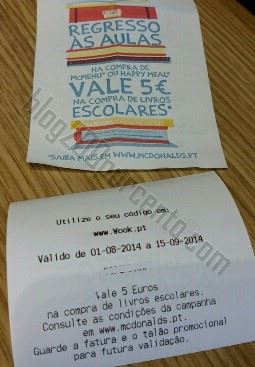 REGRESSO
ÀS AULAS
NA COMPRA DE
MCMENU® OU HAPPY MEAL®
VALE 5€
NA COMPRA DE LIVROS
ESCOLARES*
*SAIBA MAIS EM WWW.MCDONALDS.PT
Utilize o seu código em:
www.Wook.pt
Válido de 01-08-2014 a 15-09-2014
Vale 5 Euros
na compra de livros escolares.
Consulte as condições da campanha
em www.mcdonalds.pt.
Guarde a fatura e o talão promocional
para futura validação.